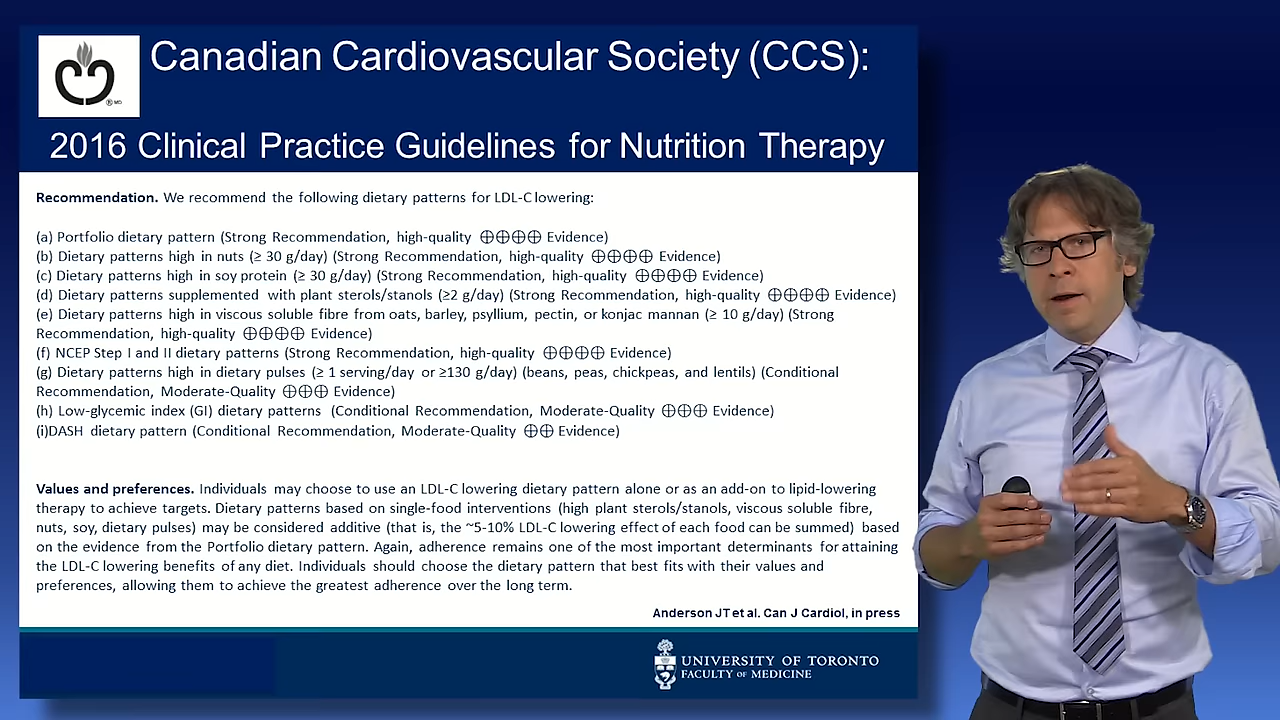 Canadian Cardiovascular Society (CCS):
2016 Clinical Practice Guidelines for Nutrition Therapy
® MD
Recommendation. We recommend the following dietary patterns for LDL-C lowering:
(a) Portfolio dietary pattern (Strong Recommendation, high-quality ⨁⨁⨁⨁ Evidence)
(b) Dietary patterns high in nuts (≥ 30 g/day) (Strong Recommendation, high-quality ⨁⨁⨁⨁ Evidence)
(c) Dietary patterns high in soy protein (≥ 30 g/day) (Strong Recommendation, high-quality ⨁⨁⨁⨁ Evidence)
(d) Dietary patterns supplemented with plant sterols/stanols (≥2 g/day) (Strong Recommendation, high-quality ⨁⨁⨁⨁ Evidence)
(e) Dietary patterns high in viscous soluble fibre from oats, barley, psyllium, pectin, or konjac mannan (≥ 10 g/day) (Strong
Recommendation, high-quality ⨁⨁⨁⨁ Evidence)
(f) NCEP Step I and II dietary patterns (Strong Recommendation, high-quality ⨁⨁⨁⨁ Evidence)
(g) Dietary patterns high in dietary pulses (≥ 1 serving/day or ≥130 g/day) (beans, peas, chickpeas, and lentils) (Conditional
Recommendation, Moderate-Quality ⨁⨁⨁ Evidence)
(h) Low-glycemic index (GI) dietary patterns (Conditional Recommendation, Moderate-Quality ⨁⨁⨁ Evidence)
(i)DASH dietary pattern (Conditional Recommendation, Moderate-Quality ⨁⨁ Evidence)
Values and preferences. Individuals may choose to use an LDL-C lowering dietary pattern alone or as an add-on to lipid-lowering
therapy to achieve targets. Dietary patterns based on single-food interventions (high plant sterols/stanols, viscous soluble fibre,
nuts, soy, dietary pulses) may be considered additive (that is, the ~5-10% LDL-C lowering effect of each food can be summed) based
on the evidence from the Portfolio dietary pattern. Again, adherence remains one of the most important determinants for attaining
the LDL-C lowering benefits of any diet. Individuals should choose the dietary pattern that best fits with their values and
preferences, allowing them to achieve the greatest adherence over the long term.
Anderson JT et al. Can J Cardiol, in press
UNIVERSITY OF TORONTO
FACULTY OF MEDICINE